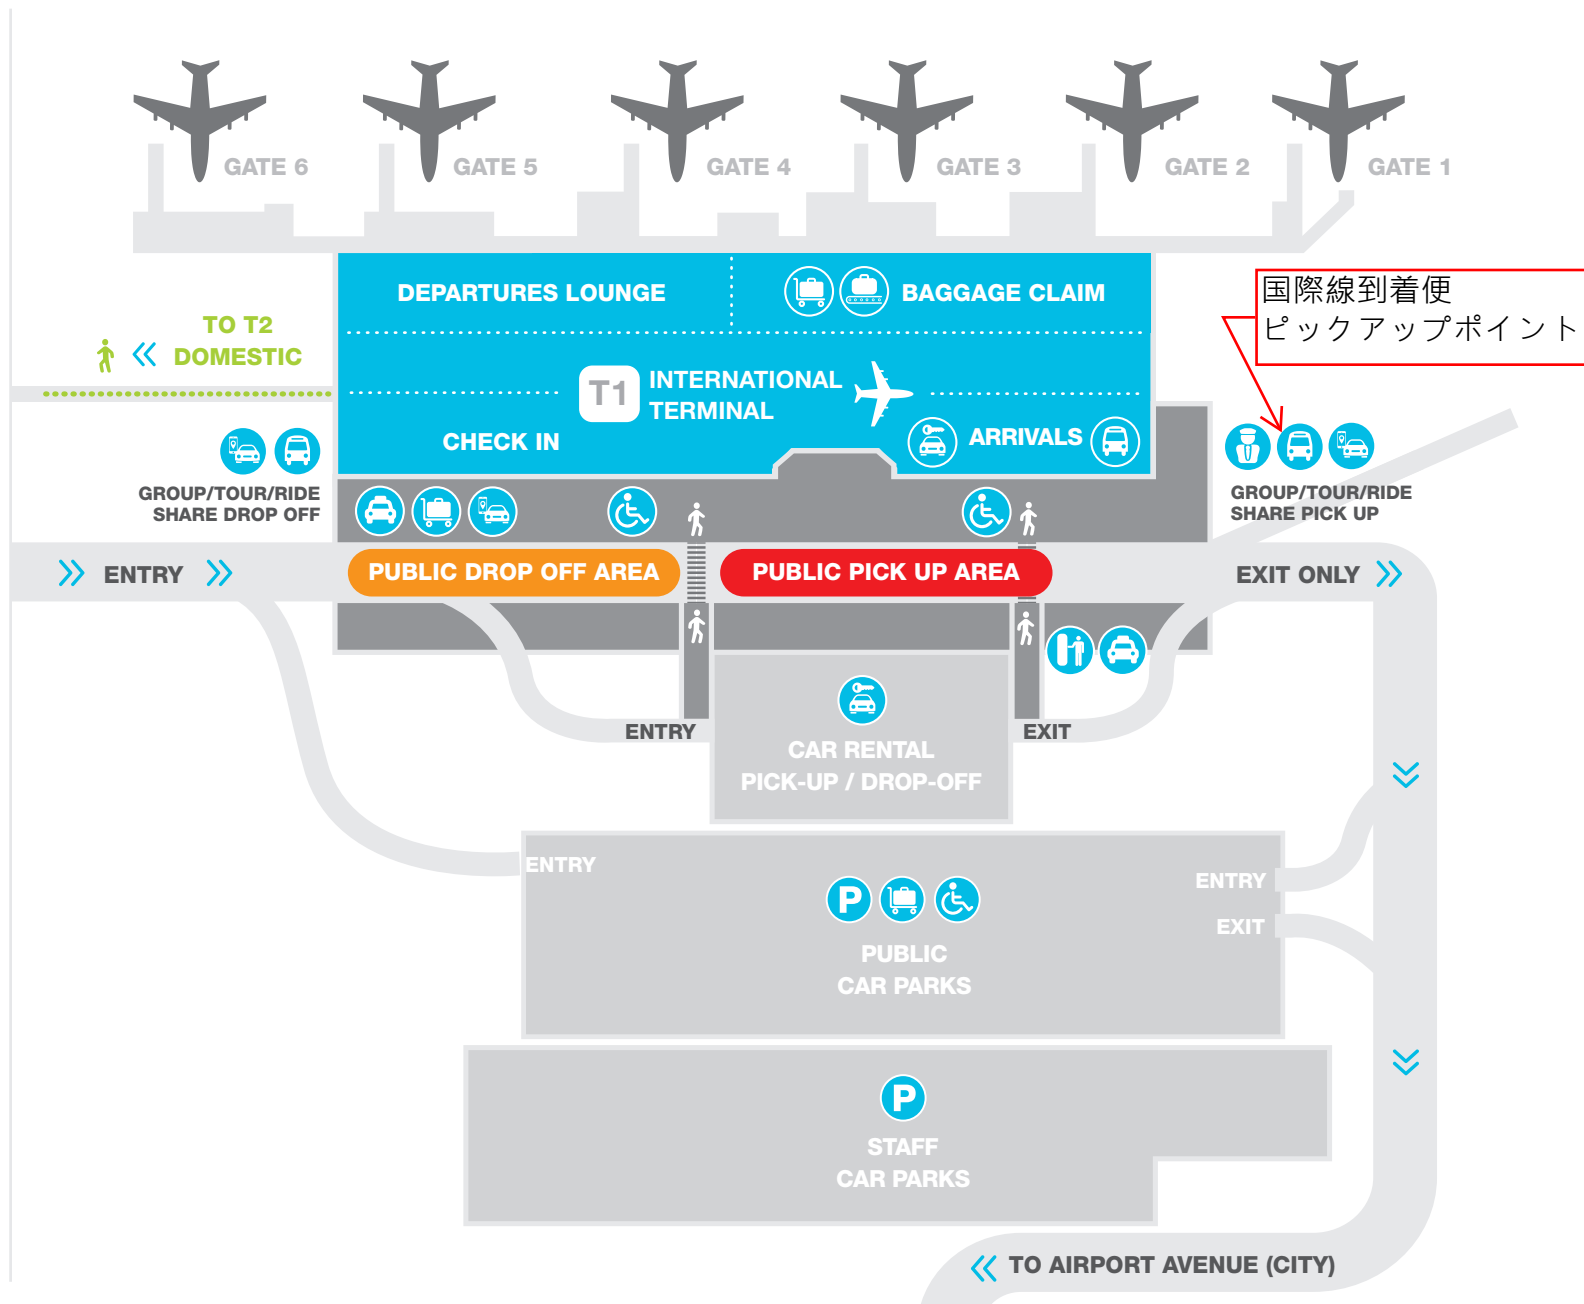 GATE 6
GATE 5
GATE 4
GATE 3
GATE 2
GATE 1
DEPARTURES LOUNGE
BAGGAGE CLAIM
国際線到着便
ピックアップポイント
TO T2
DOMESTIC
T1
INTERNATIONAL
TERMINAL
CHECK IN
ARRIVALS
GROUP/TOUR/RIDE
SHARE DROP OFF
GROUP/TOUR/RIDE
SHARE PICK UP
ENTRY
PUBLIC DROP OFF AREA
PUBLIC PICK UP AREA
EXIT ONLY
ENTRY
EXIT
CAR RENTAL
PICK-UP / DROP-OFF
ENTRY
ENTRY
EXIT
P
PUBLIC
CAR PARKS
P
STAFF
CAR PARKS
TO AIRPORT AVENUE (CITY)